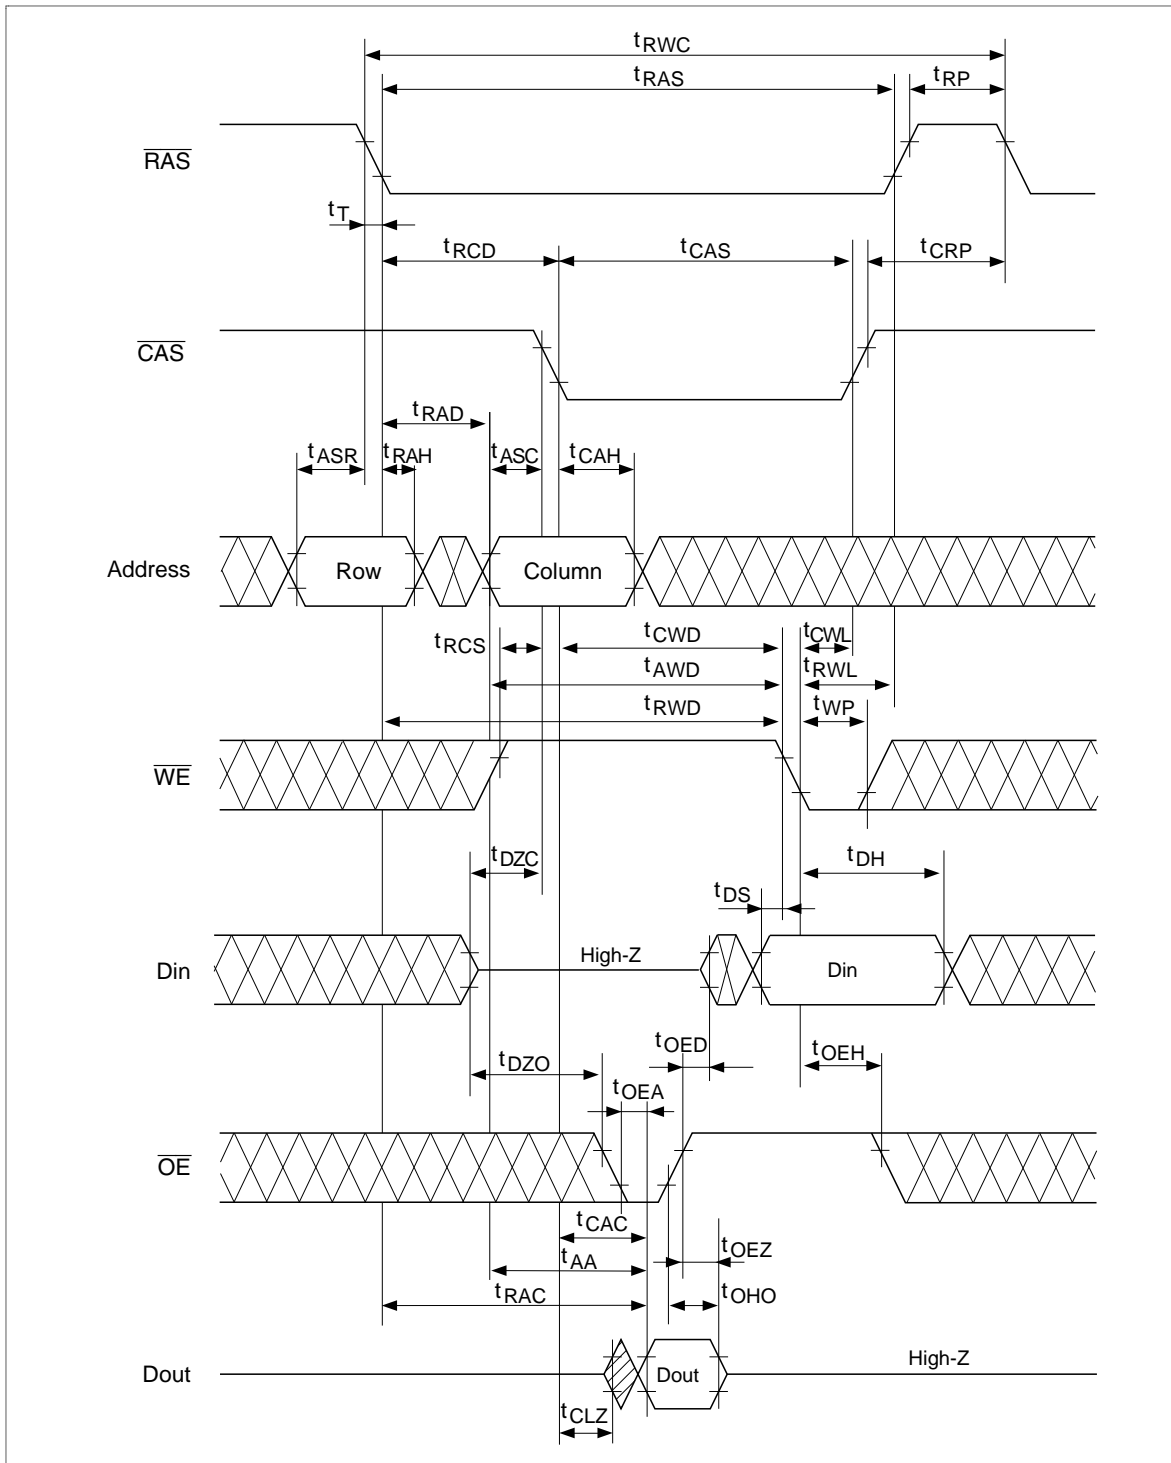 tRWC
tRAS
tRP
RAS
tT
tRCD
tCAS
tCRP
CAS
tRAD
tASR
tRAH
tASC
tCAH
Address
Row
Column
tRCS
tCWD
tCWL
tAWD
tRWL
tRWD
tWP
WE
tDZC
tDH
tDS
Din
High-Z
Din
tOED
tOEH
tDZO
tOEA
OE
tCAC
tOEZ
tAA
tRAC
tOHO
Dout
Dout
High-Z
tCLZ